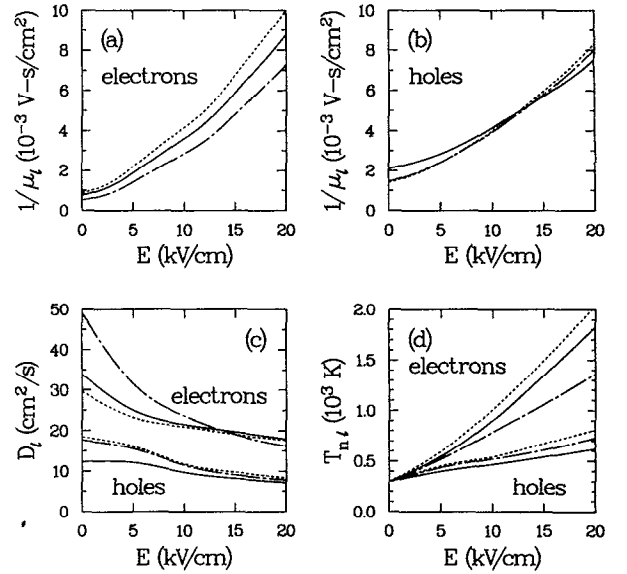 (a)
electrons
1/μₗ (10⁻³ V−s/cm²)
10
8
6
4
2
0
0 5 10 15 20
E (kV/cm)
(b)
holes
1/μₗ (10⁻³ V−s/cm²)
10
8
6
4
2
0
0 5 10 15 20
E (kV/cm)
(c)
electrons
holes
Dₗ (cm²/s)
50
40
30
20
10
0
0 5 10 15 20
E (kV/cm)
(d)
electrons
holes
Tₙₗ (10³ K)
2.0
1.5
1.0
0.5
0.0
0 5 10 15 20
E (kV/cm)